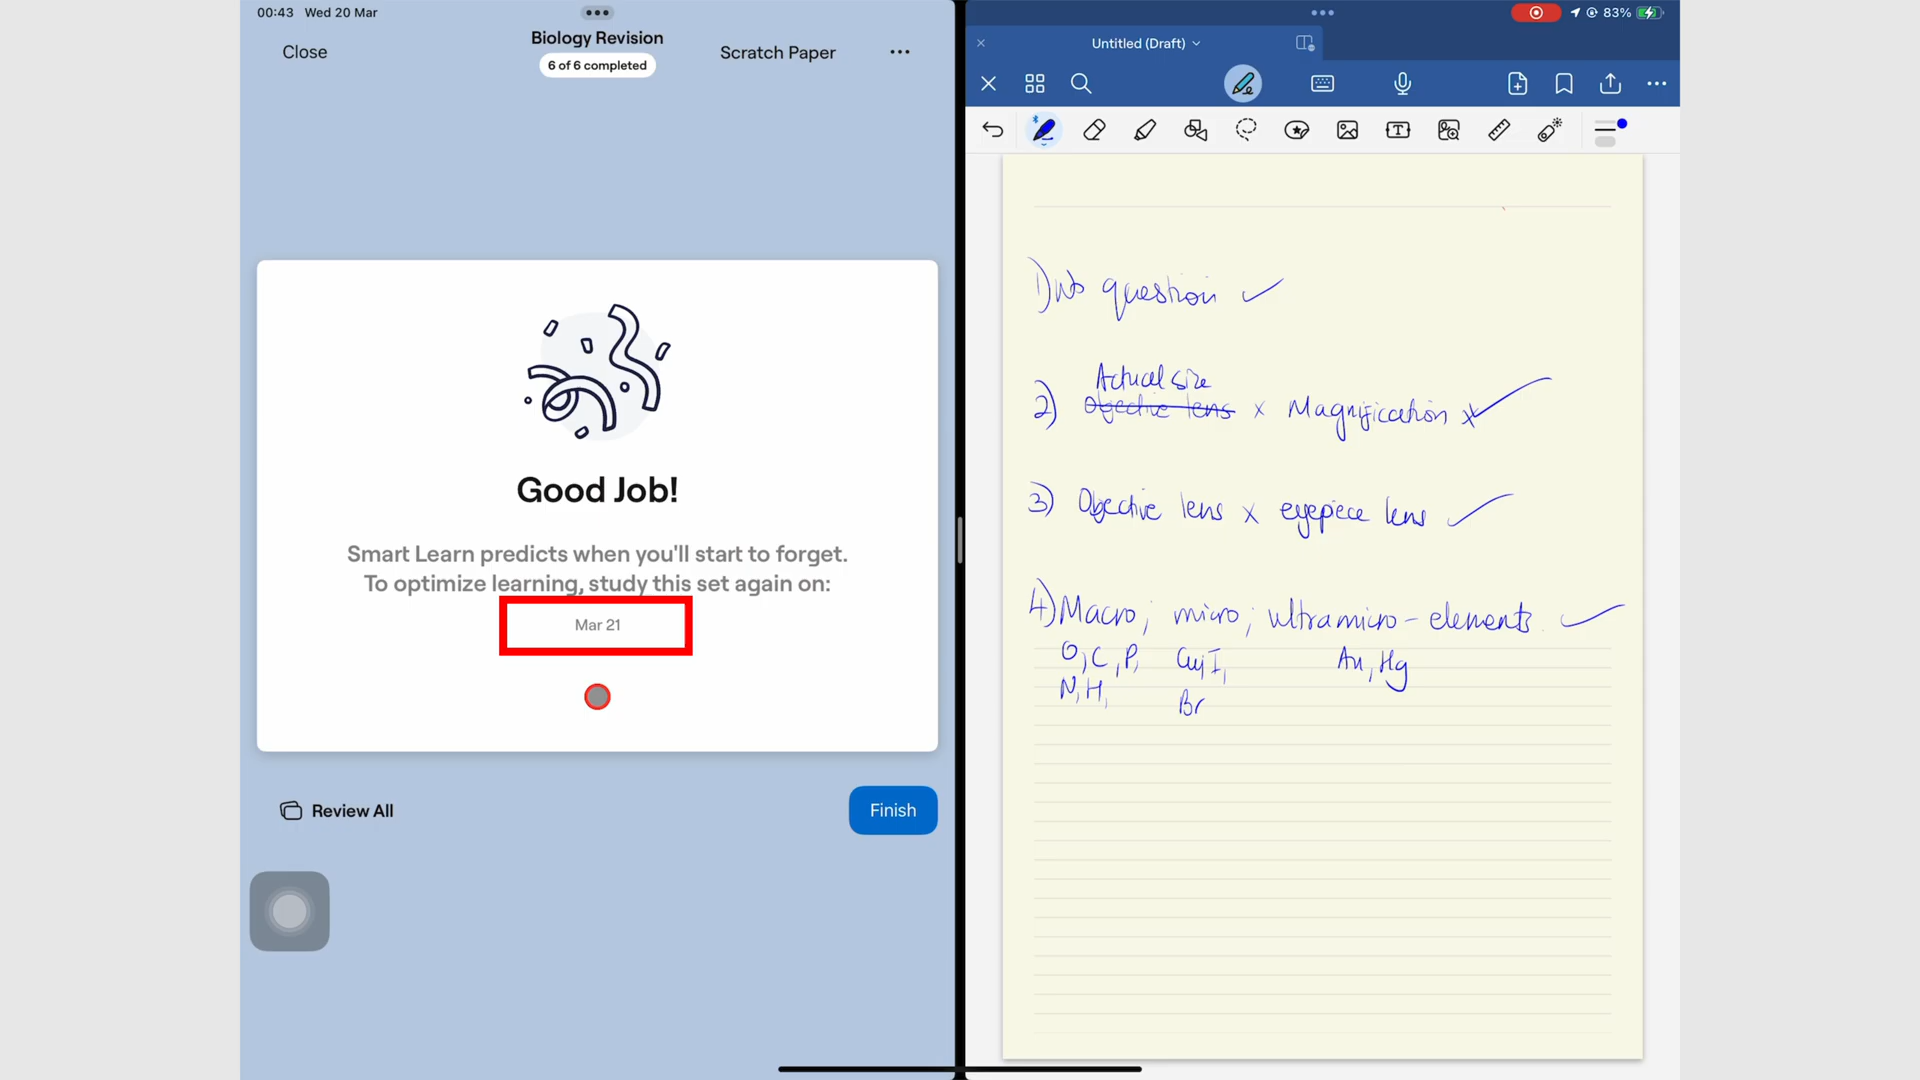 00:43 Wed 20 Mar
83%
Close
Biology Revision
6 of 6 completed
Scratch Paper
Good Job!
Smart Learn predicts when you'll start to forget.
To optimize learning, study this set again on:
Mar 21
Review All
Finish
Untitled (Draft)
1) No question ✓
Actual size
2) Objective lens x Magnification x ✓
3) Objective lens x eyepiece lens ✓
4) Macro; micro; ultramicro-elements. ✓
O, C, P, Cu, I, Au, Hg
N, H, Br